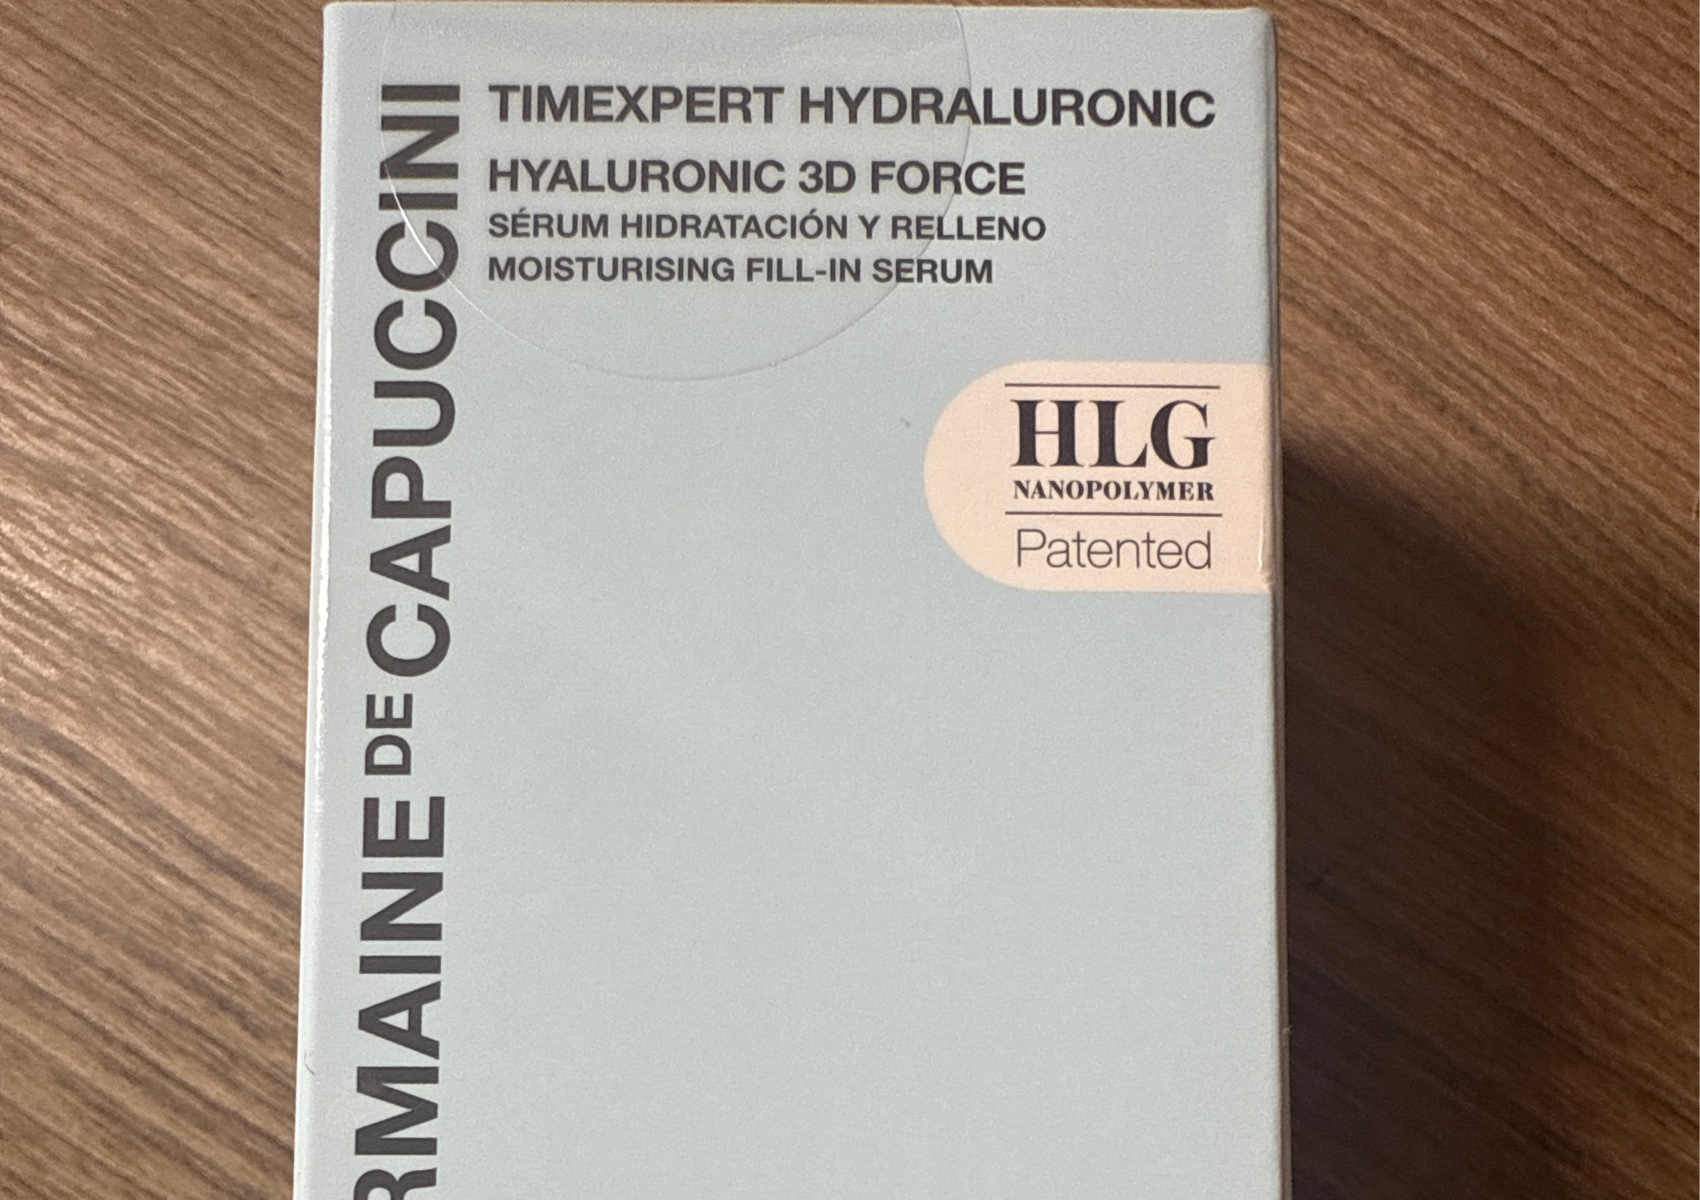 TIMEXPERT HYDRALURONIC
HYALURONIC 3D FORCE
SÉRUM HIDRATACIÓN Y RELLENO
MOISTURISING FILL-IN SERUM
HLG
NANOPOLYMER
Patented
RMAINE DE CAPUCCINI